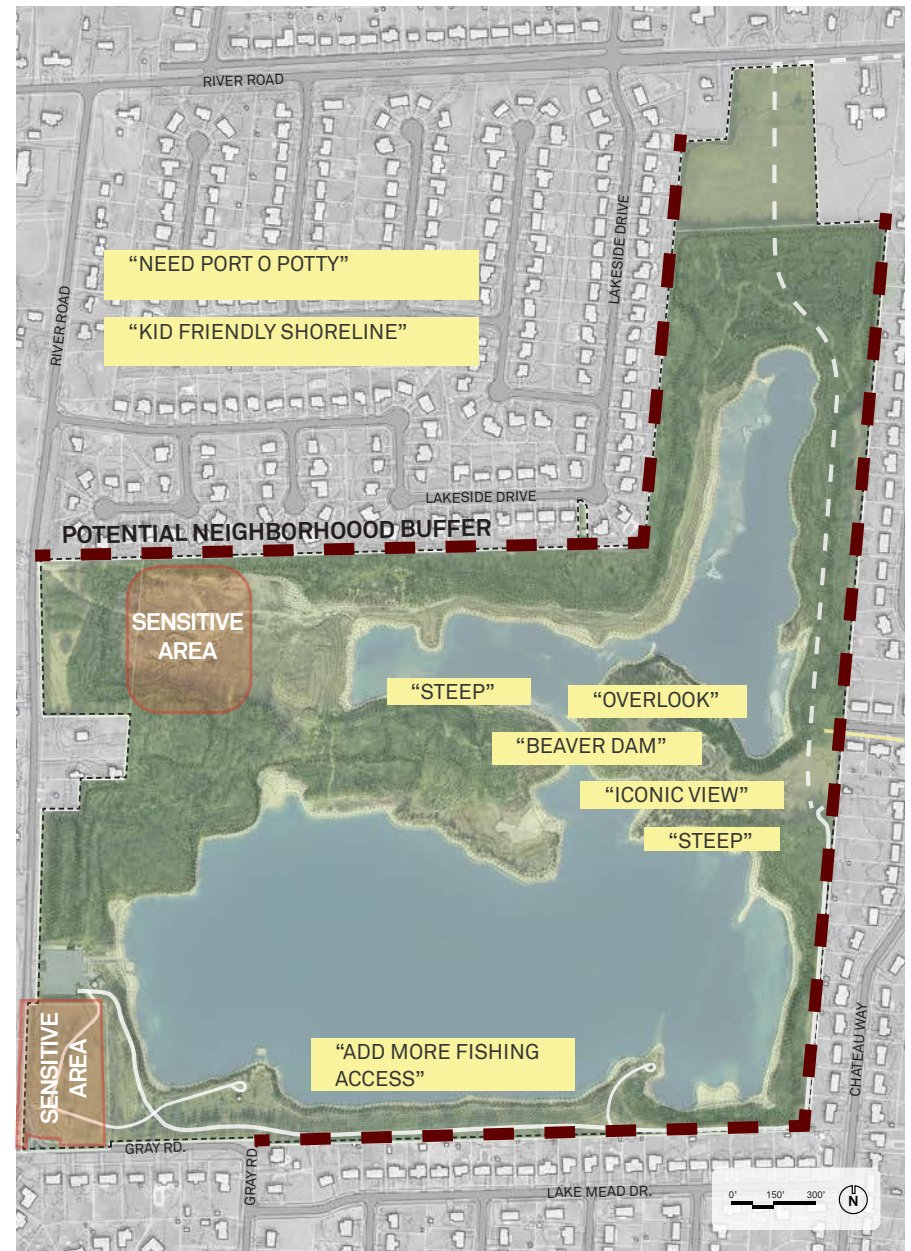 RIVER ROAD
RIVER ROAD
LAKESIDE DRIVE
“NEED PORT O POTTY”
“KID FRIENDLY SHORELINE”
LAKESIDE DRIVE
POTENTIAL NEIGHBORHOOOD BUFFER
SENSITIVE
AREA
“STEEP”
“OVERLOOK”
“BEAVER DAM”
“ICONIC VIEW”
“STEEP”
SENSITIVE
AREA
“ADD MORE FISHING
ACCESS”
CHATEAU WAY
GRAY RD.
GRAY RD
LAKE MEAD DR.
0' 150' 300'
N